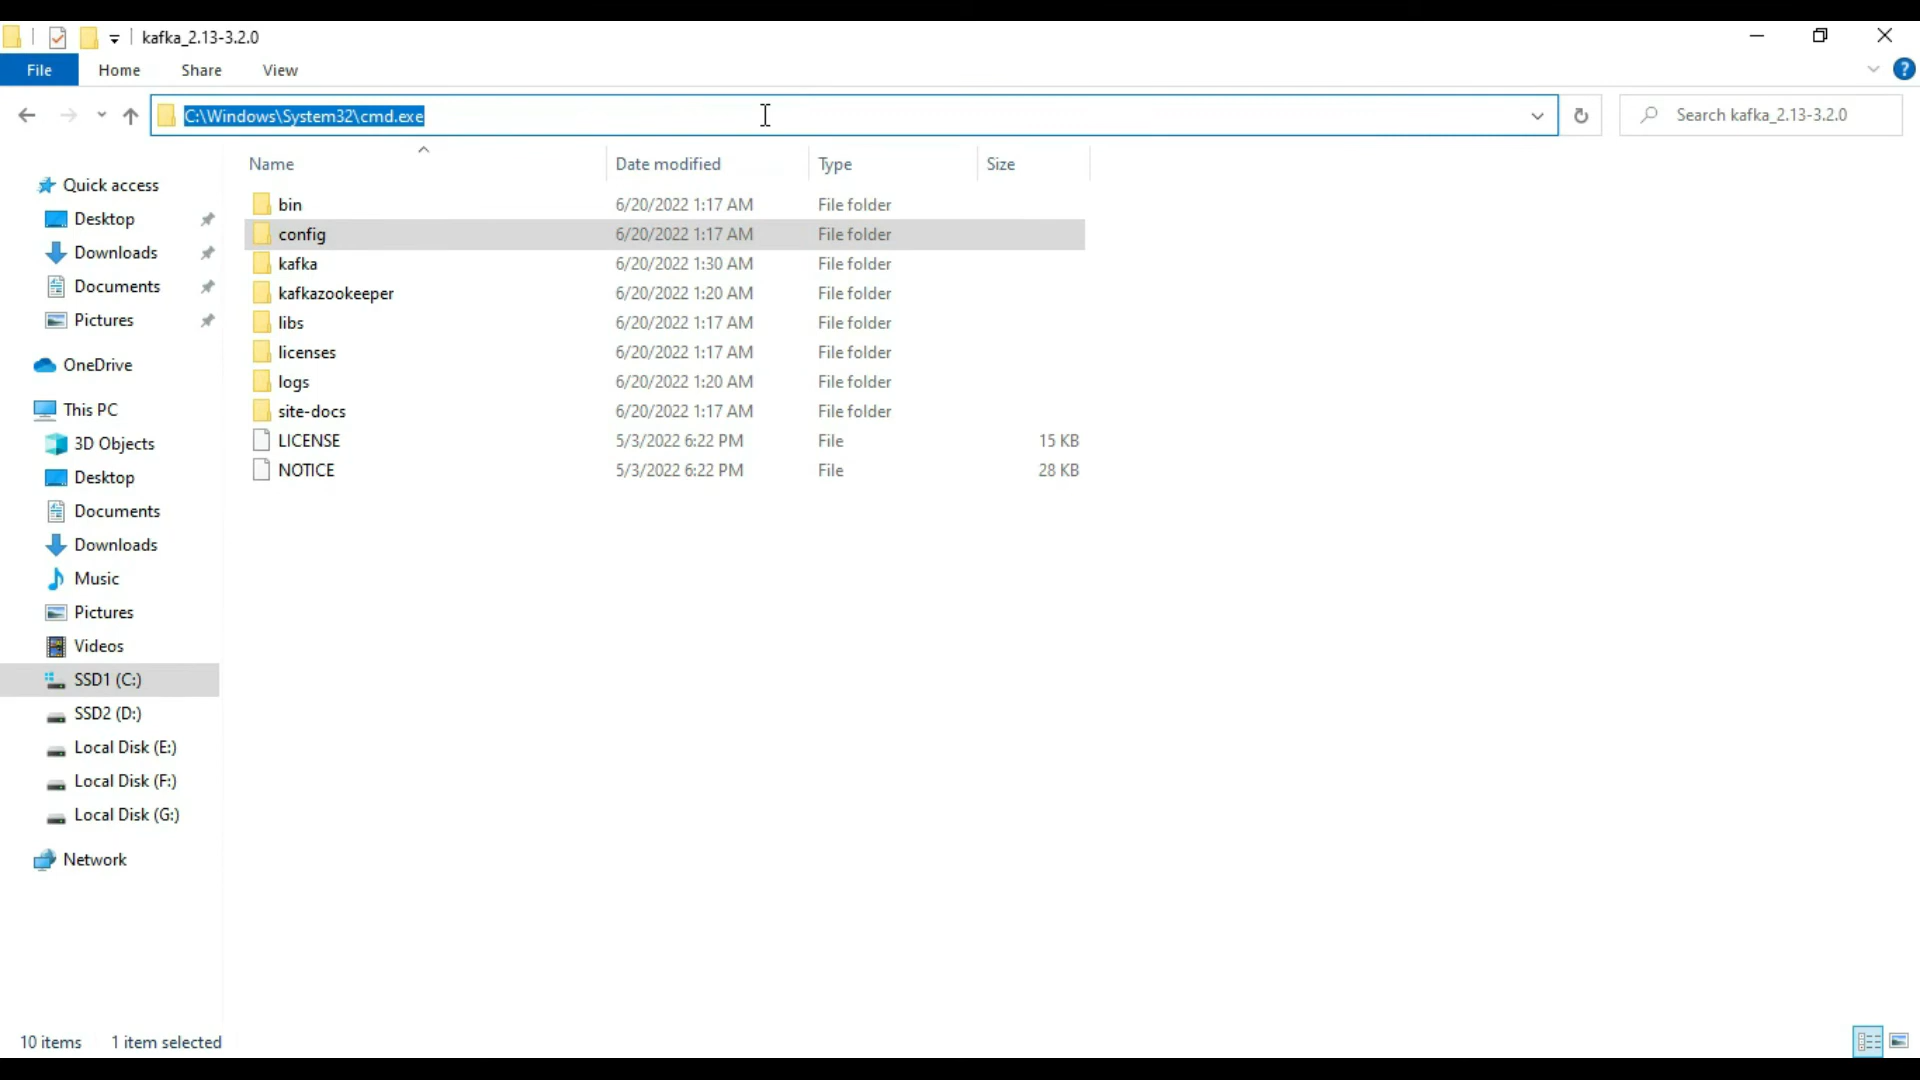 kafka_2.13-3.2.0
File Home Share View
C:\Windows\System32\cmd.exe
Search kafka_2.13-3.2.0
Name Date modified Type Size
Quick access
Desktop
Downloads
Documents
Pictures
OneDrive
This PC
3D Objects
Desktop
Documents
Downloads
Music
Pictures
Videos
SSD1 (C:)
SSD2 (D:)
Local Disk (E:)
Local Disk (F:)
Local Disk (G:)
Network
bin 6/20/2022 1:17 AM File folder
config 6/20/2022 1:17 AM File folder
kafka 6/20/2022 1:30 AM File folder
kafkazookeeper 6/20/2022 1:20 AM File folder
libs 6/20/2022 1:17 AM File folder
licenses 6/20/2022 1:17 AM File folder
logs 6/20/2022 1:20 AM File folder
site-docs 6/20/2022 1:17 AM File folder
LICENSE 5/3/2022 6:22 PM File 15 KB
NOTICE 5/3/2022 6:22 PM File 28 KB
10 items 1 item selected